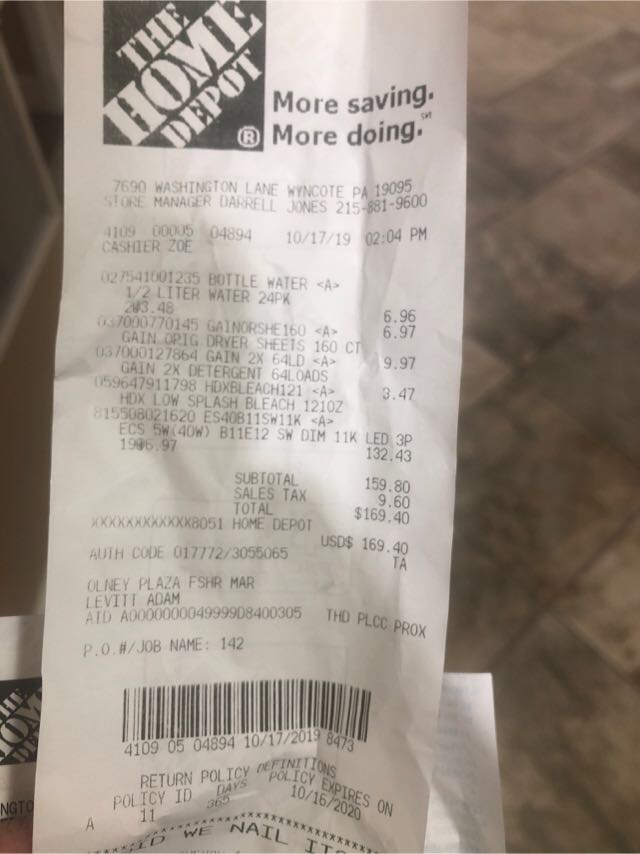 THE
HOME
DEPOT
®
More saving.
More doing.℠
7690 WASHINGTON LANE WYNCOTE PA 19095
STORE MANAGER DARRELL JONES 215-881-9600
4109 00005 04894 10/17/19 02:04 PM
CASHIER ZOE
027541001235 BOTTLE WATER <A>
1/2 LITER WATER 24PK
2@3.48 6.96
037000770145 GAINORSHE160 <A> 6.97
GAIN ORIG DRYER SHEETS 160 CT
037000127864 GAIN 2X 64LD <A> 9.97
GAIN 2X DETERGENT 64LOADS
059647911798 HDXBLEACH121 <A> 3.47
HDX LOW SPLASH BLEACH 121OZ
815508021620 ES40B11SW11K <A>
ECS 5W(40W) B11E12 SW DIM 11K LED 3P
19@6.97 132.43
SUBTOTAL 159.80
SALES TAX 9.60
TOTAL $169.40
XXXXXXXXXXXX8051 HOME DEPOT
USD$ 169.40
AUTH CODE 017772/3055065 TA
OLNEY PLAZA FSHR MAR
LEVITT ADAM
AID A0000000049999D8400305 THD PLCC PROX
P.O.#/JOB NAME: 142
4109 05 04894 10/17/2019 8473
RETURN POLICY DEFINITIONS
POLICY ID DAYS POLICY EXPIRES ON
A 11 365 10/16/2020
WE NAIL